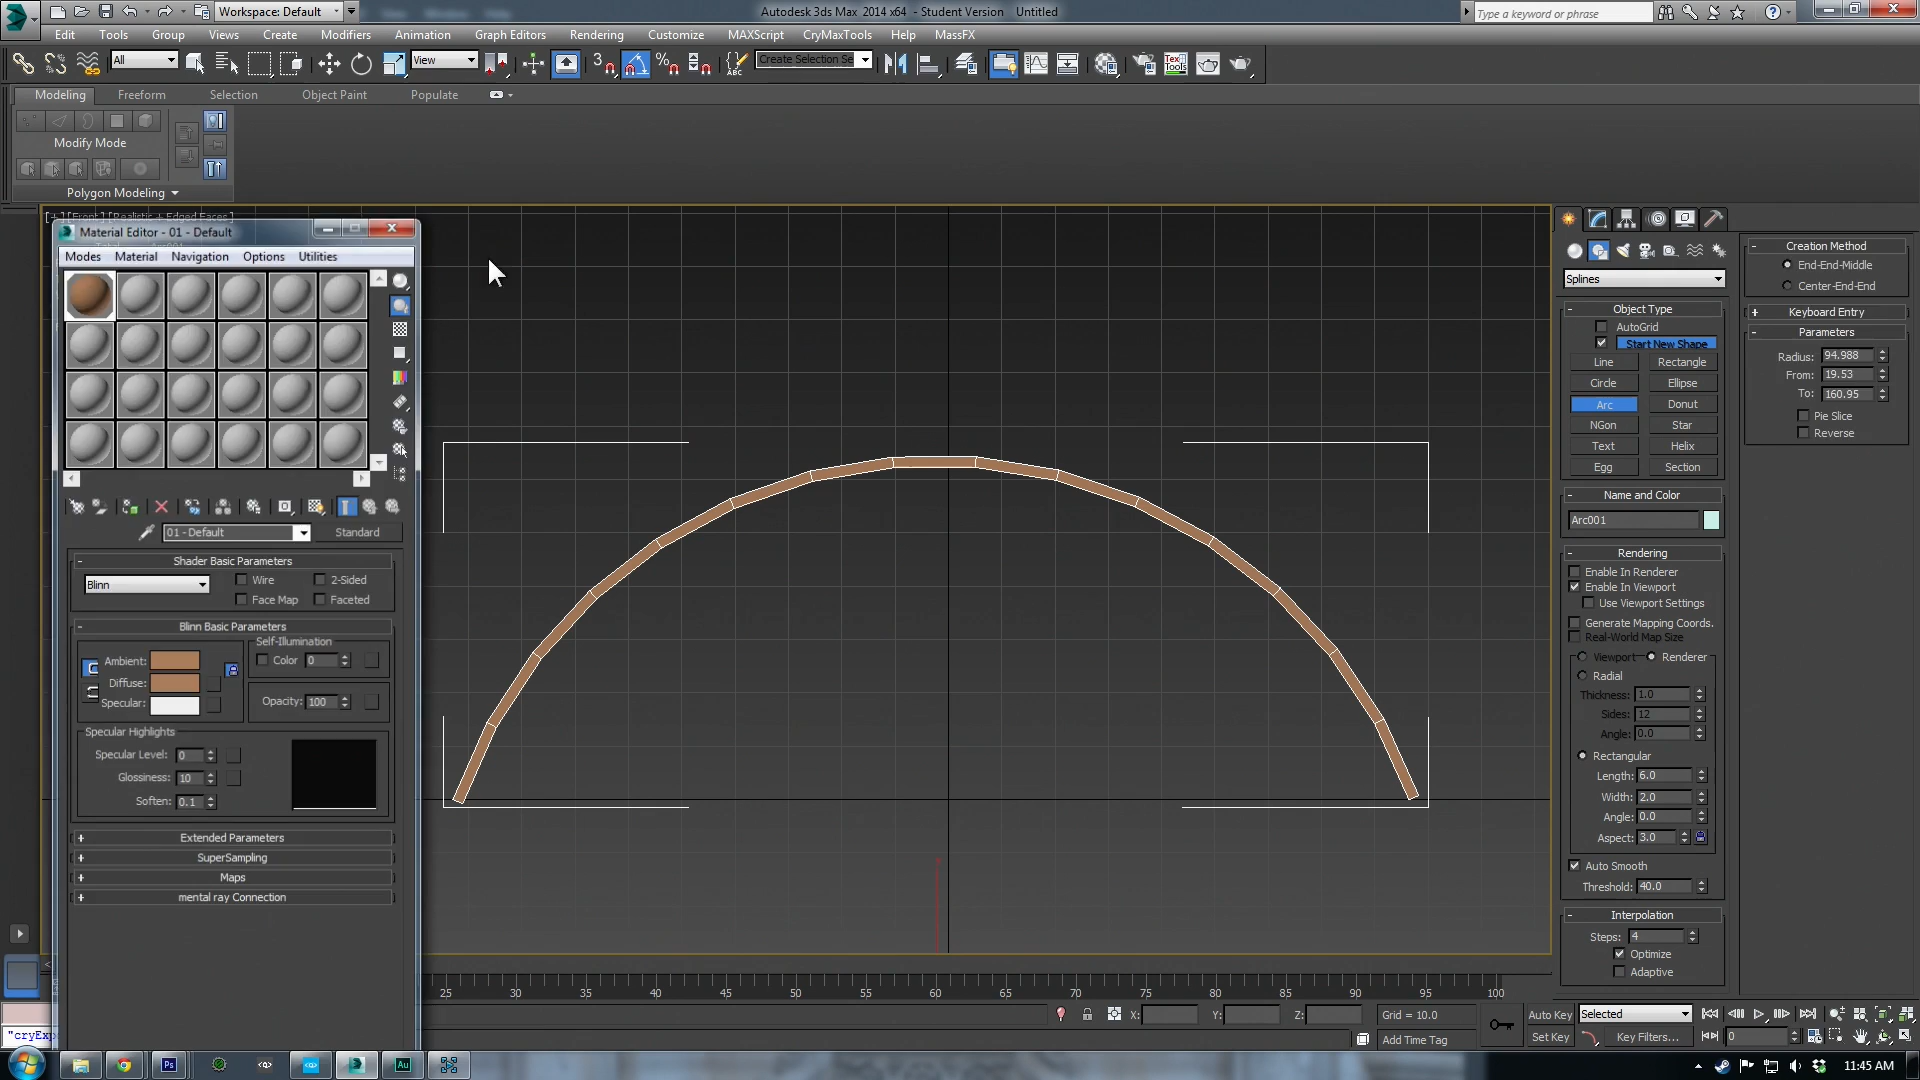 Workspace: Default
Autodesk 3ds Max 2014 x64 - Student Version Untitled
Type a keyword or phrase
Edit Tools Group Views Create Modifiers Animation Graph Editors Rendering Customize MAXScript CryMaxTools Help MassFX
All
View
3
Create Selection Se
Modeling Freeform Selection Object Paint Populate
Modify Mode
Polygon Modeling
[+][Front][Realistic + Edged Faces]
Material Editor - 01 - Default
Modes Material Navigation Options Utilities
01 - Default
Standard
Shader Basic Parameters
Blinn
Wire
2-Sided
Face Map
Faceted
Blinn Basic Parameters
Self-Illumination
Ambient:
Color 0
Diffuse:
Specular:
Opacity: 100
Specular Highlights
Specular Level: 0
Glossiness: 10
Soften: 0.1
Extended Parameters
SuperSampling
Maps
mental ray Connection
Splines
Object Type
AutoGrid
Start New Shape
Line Rectangle
Circle Ellipse
Arc Donut
NGon Star
Text Helix
Egg Section
Name and Color
Arc001
Rendering
Enable In Renderer
Enable In Viewport
Use Viewport Settings
Generate Mapping Coords.
Real-World Map Size
Viewport Renderer
Radial
Thickness: 1.0
Sides: 12
Angle: 0.0
Rectangular
Length: 6.0
Width: 2.0
Angle: 0.0
Aspect: 3.0
Auto Smooth
Threshold: 40.0
Interpolation
Steps: 4
Optimize
Adaptive
Creation Method
End-End-Middle
Center-End-End
Keyboard Entry
Parameters
Radius: 94.988
From: 19.53
To: 160.95
Pie Slice
Reverse
25 30 35 40 45 50 55 60 65 70 75 80 85 90 95 100
X: Y: Z: Grid = 10.0
Auto Key Selected
"cryExp
Add Time Tag
Set Key Key Filters... 0
Ps
Au
11:45 AM